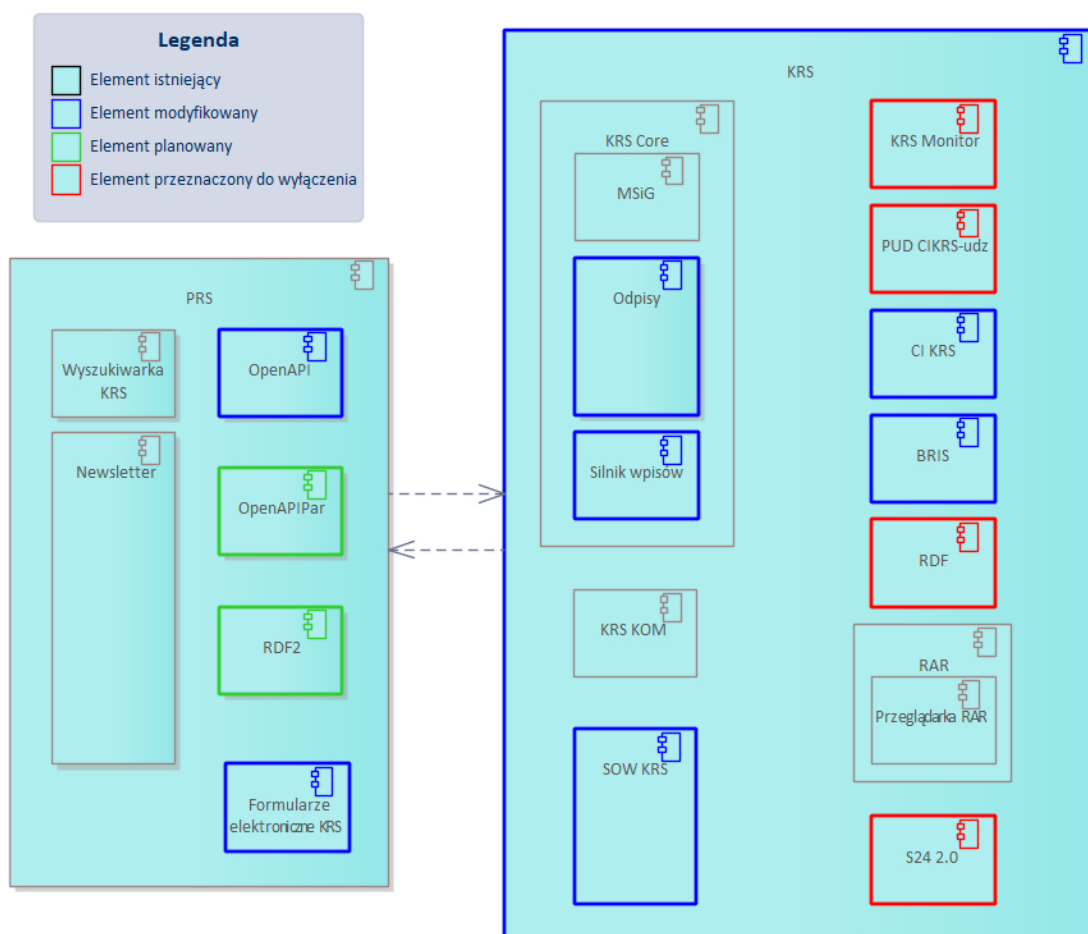 Legenda
Element istniejący
Element modyfikowany
Element planowany
Element przeznaczony do wyłączenia
PRS
Wyszukiwarka
KRS
OpenAPI
Newsletter
OpenAPIPar
RDF2
Formularze
elektroniczne KRS
KRS
KRS Core
MSiG
Odpisy
Silnik wpisów
KRS KOM
SOW KRS
KRS Monitor
PUD CIKRS-udz
CI KRS
BRIS
RDF
RAR
Przeglądarka RAR
S24 2.0